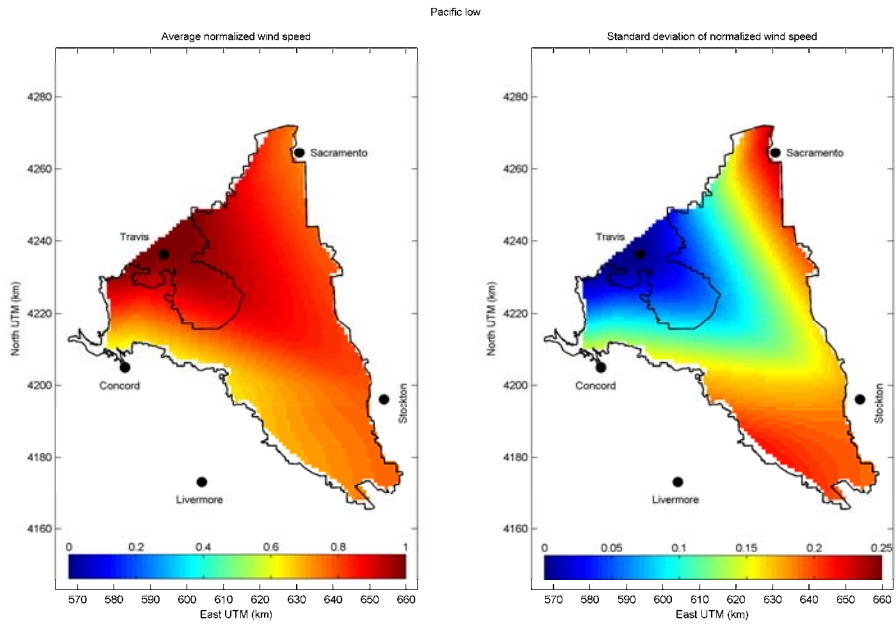 Pacific low
Average normalized wind speed
4280
4260
4240
4220
4200
4180
4160
North UTM (km)
Sacramento
Travis
Concord
Stockton
Livermore
0 0.2 0.4 0.6 0.8 1
570 580 590 600 610 620 630 640 650 660
East UTM (km)
Standard deviation of normalized wind speed
4280
4260
4240
4220
4200
4180
4160
North UTM (km)
Sacramento
Travis
Concord
Stockton
Livermore
0 0.05 0.1 0.15 0.2 0.25
570 580 590 600 610 620 630 640 650 660
East UTM (km)